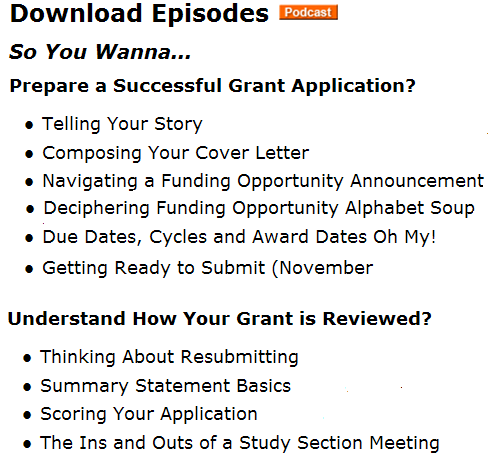 Download Episodes Podcast
So You Wanna...
Prepare a Successful Grant Application?
● Telling Your Story
● Composing Your Cover Letter
● Navigating a Funding Opportunity Announcement
● Deciphering Funding Opportunity Alphabet Soup
● Due Dates, Cycles and Award Dates Oh My!
● Getting Ready to Submit (November
Understand How Your Grant is Reviewed?
● Thinking About Resubmitting
● Summary Statement Basics
● Scoring Your Application
● The Ins and Outs of a Study Section Meeting